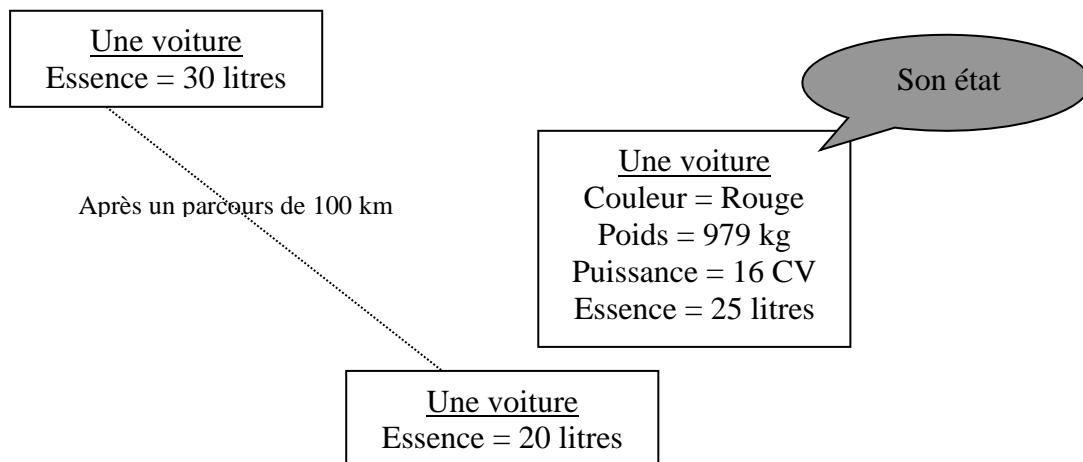 Une voiture
Essence = 30 litres
Son état
Une voiture
Couleur = Rouge
Poids = 979 kg
Puissance = 16 CV
Essence = 25 litres
Après un parcours de 100 km
Une voiture
Essence = 20 litres